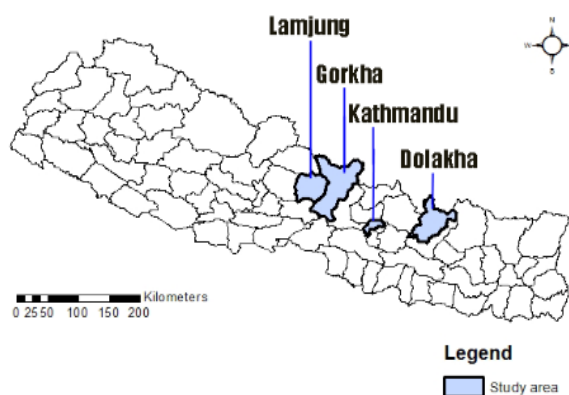 Lamjung
Gorkha
Kathmandu
Dolakha
N
W
S
Kilometers
0 25 50 100 150 200
Legend
Study area